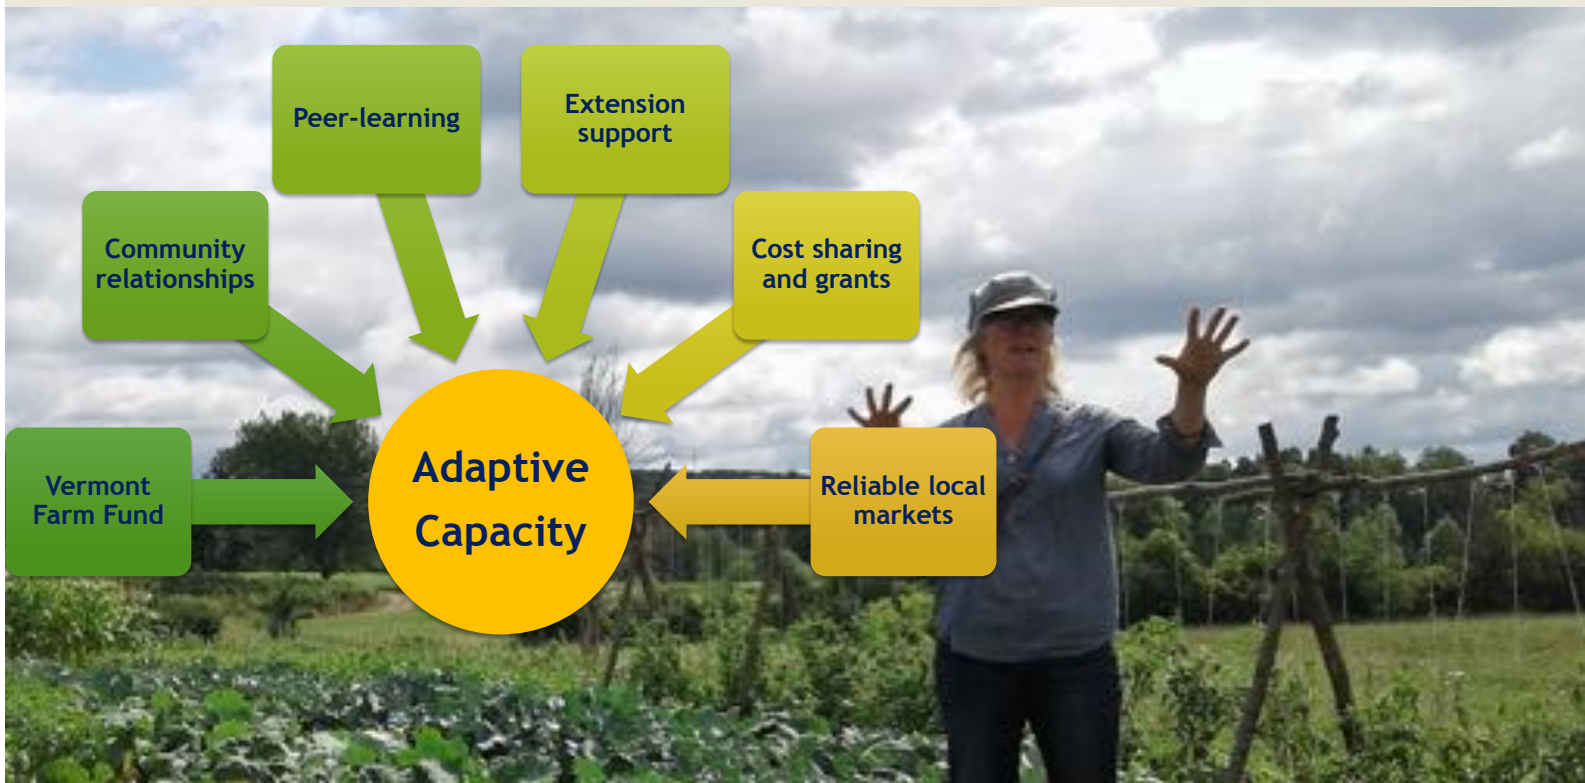 Peer-learning
Extension
support
Community
relationships
Cost sharing
and grants
Vermont
Farm Fund
Adaptive
Capacity
Reliable local
markets